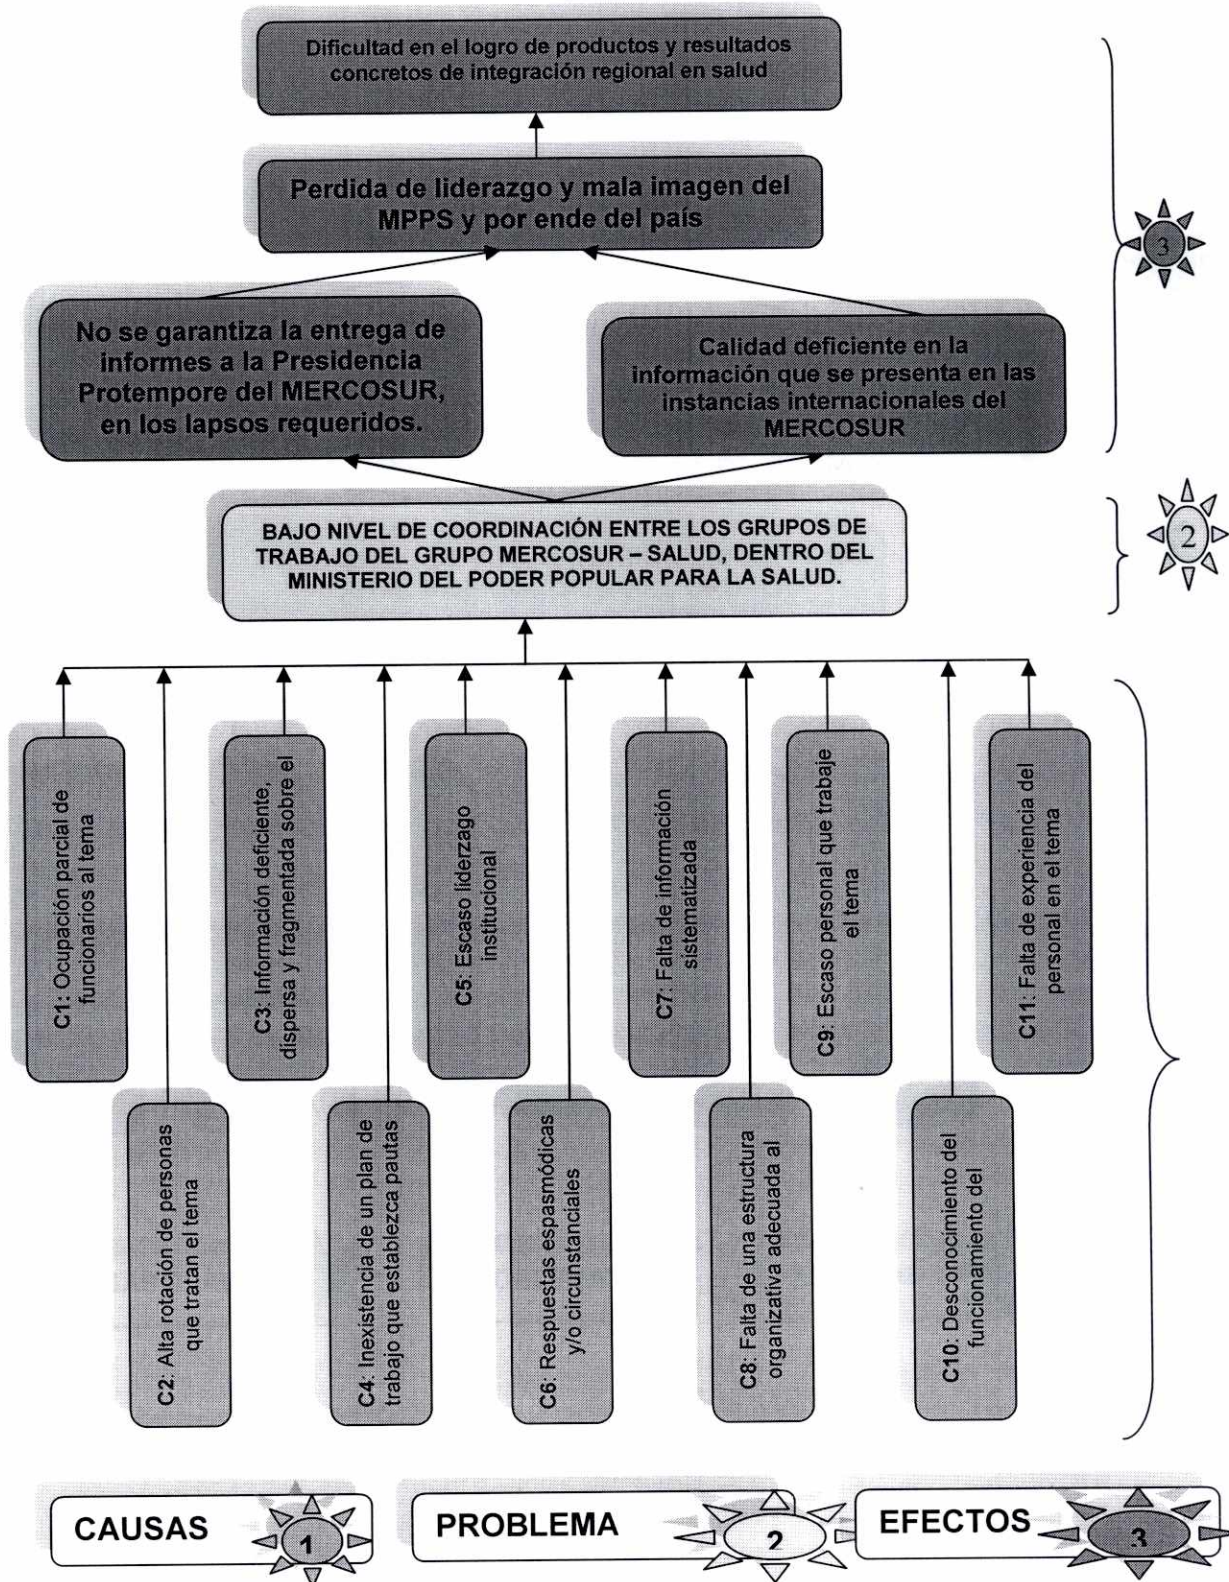 Dificultad en el logro de productos y resultados
concretos de integración regional en salud
Perdida de liderazgo y mala imagen del
MPPS y por ende del país
3
No se garantiza la entrega de
informes a la Presidencia
Protempore del MERCOSUR,
en los lapsos requeridos.
Calidad deficiente en la
información que se presenta en las
instancias internacionales del
MERCOSUR
BAJO NIVEL DE COORDINACIÓN ENTRE LOS GRUPOS DE
TRABAJO DEL GRUPO MERCOSUR – SALUD, DENTRO DEL
MINISTERIO DEL PODER POPULAR PARA LA SALUD.
2
C1: Ocupación parcial de
funcionarios al tema
C2: Alta rotación de personas
que tratan el tema
C3: Información deficiente,
dispersa y fragmentada sobre el
C4: Inexistencia de un plan de
trabajo que establezca pautas
C5: Escaso liderzago
institucional
C6: Respuestas espasmódicas
y/o circunstanciales
C7: Falta de información
sistematizada
C8: Falta de una estructura
organizativa adecuada al
C9: Escaso personal que trabaje
el tema
C10: Desconocimiento del
funcionamiento del
C11: Falta de experiencia del
personal en el tema
CAUSAS
1
PROBLEMA
2
EFECTOS
3